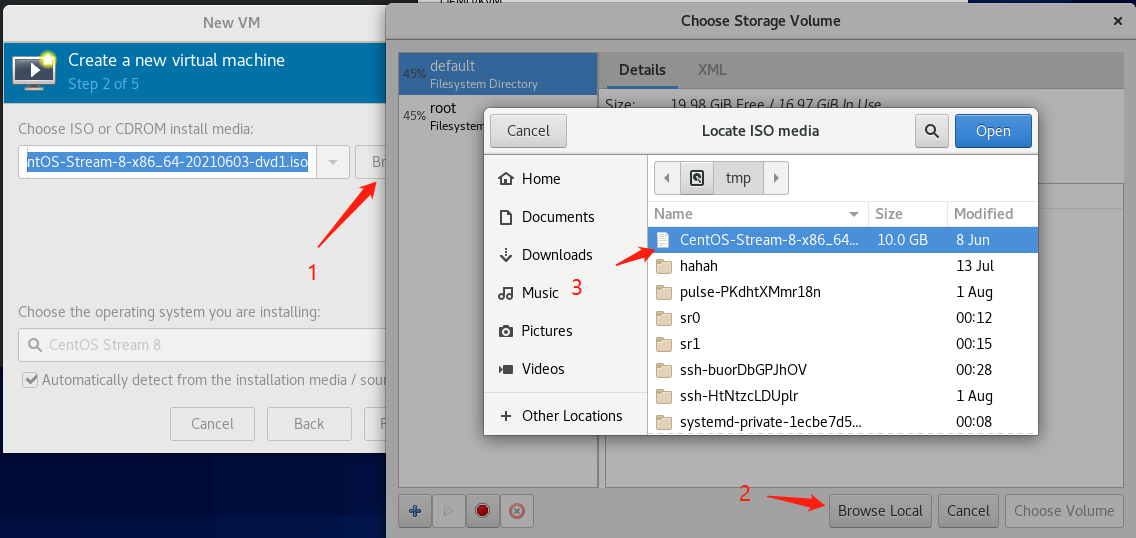 New VM
Create a new virtual machine
Step 2 of 5
Choose ISO or CDROM install media:
ntOS-Stream-8-x86_64-20210603-dvd1.iso
1
Choose the operating system you are installing:
CentOS Stream 8
Automatically detect from the installation media / sou
Cancel
Back
Choose Storage Volume
45%
default
Filesystem Directory
45%
root
Filesystem
Details
XML
Size:
19.98 GiB Free / 16.97 GiB In Use
Cancel
Locate ISO media
Open
Home
Documents
Downloads
Music
3
Pictures
Videos
Other Locations
tmp
Name Size Modified
CentOS-Stream-8-x86_64... 10.0 GB 8 Jun
hahah 13 Jul
pulse-PKdhtXMmr18n 1 Aug
sr0 00:12
sr1 00:15
ssh-buorDbGPJhOV 00:28
ssh-HtNtzcLDUplr 1 Aug
systemd-private-1ecbe7d5... 00:08
2
Browse Local
Cancel
Choose Volume